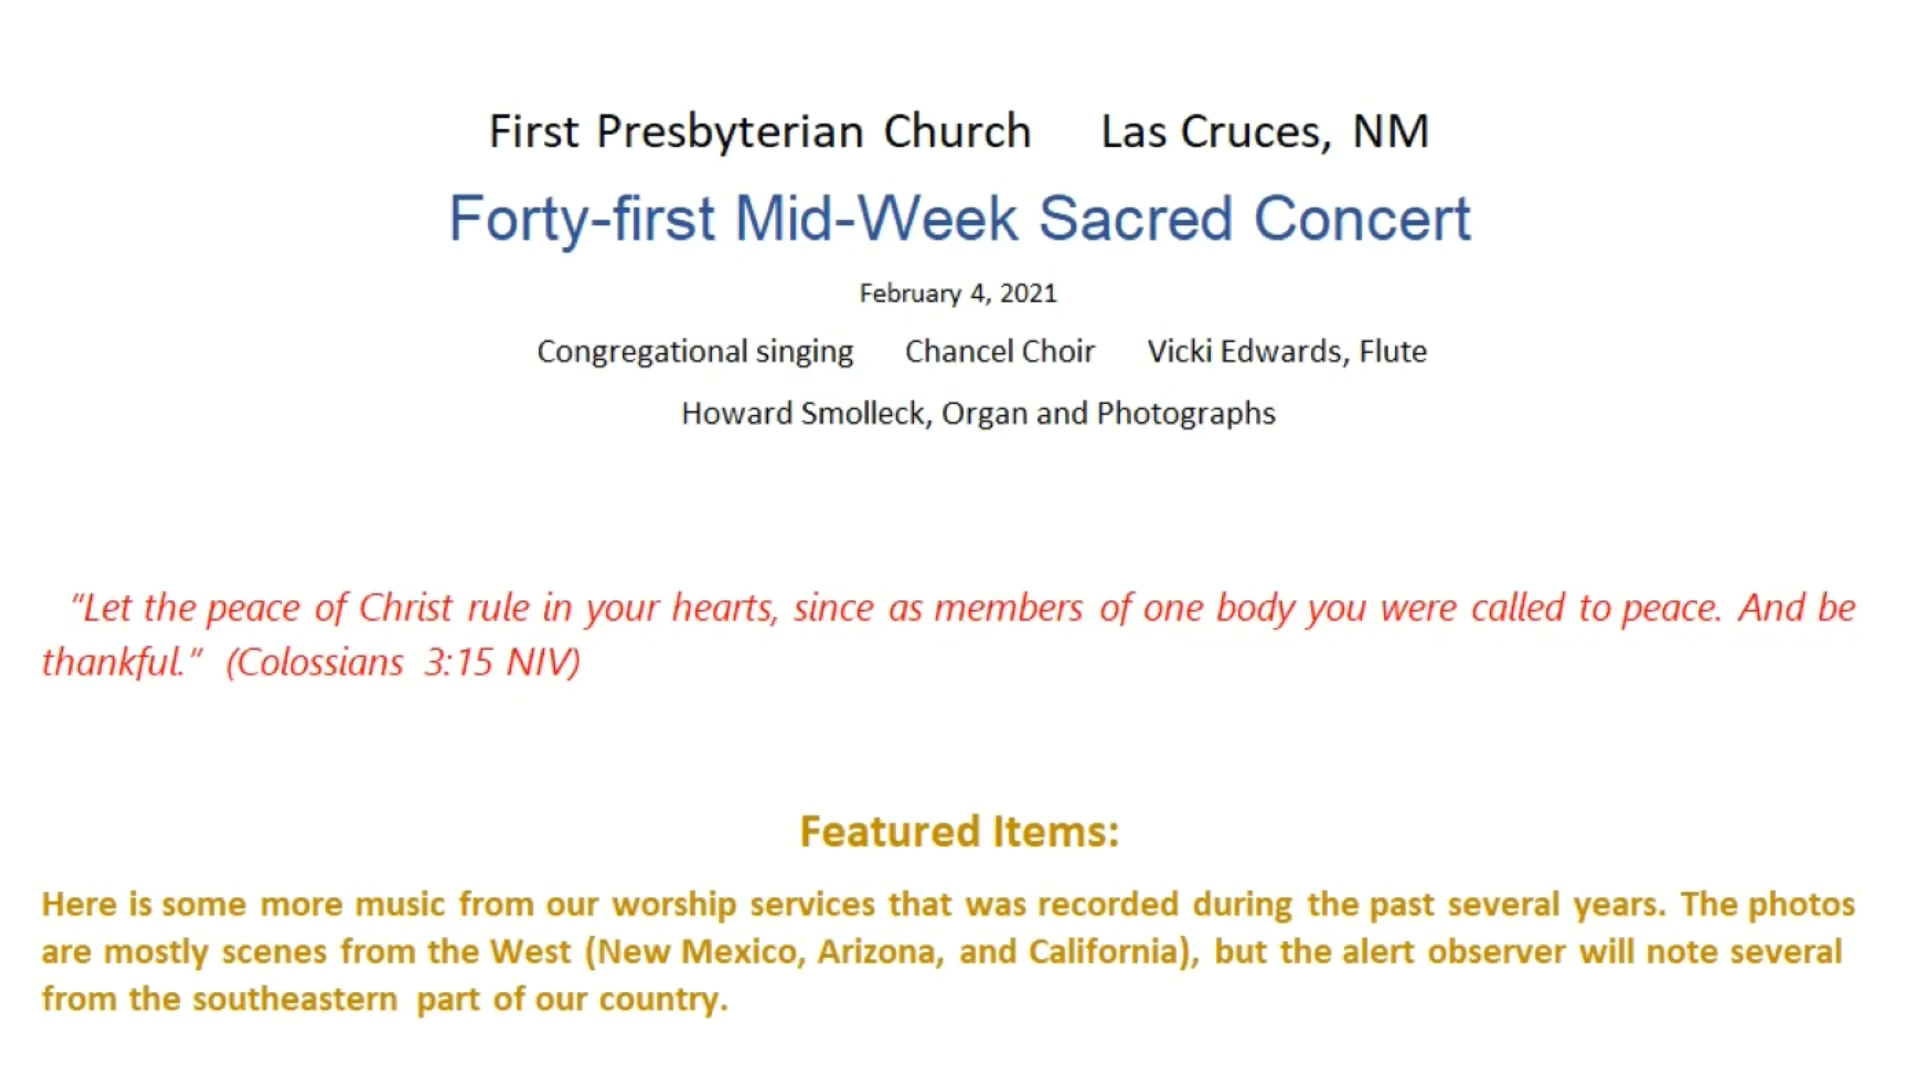 First Presbyterian Church Las Cruces, NM
Forty-first Mid-Week Sacred Concert
February 4, 2021
Congregational singing Chancel Choir Vicki Edwards, Flute
Howard Smolleck, Organ and Photographs
"Let the peace of Christ rule in your hearts, since as members of one body you were called to peace. And be
thankful." (Colossians 3:15 NIV)
Featured Items:
Here is some more music from our worship services that was recorded during the past several years. The photos
are mostly scenes from the West (New Mexico, Arizona, and California), but the alert observer will note several
from the southeastern part of our country.